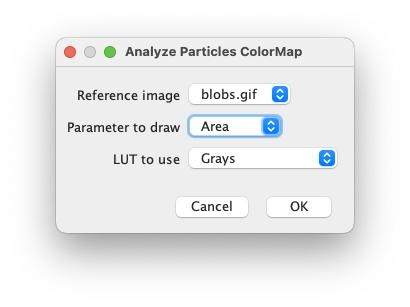 Analyze Particles ColorMap
Reference image blobs.gif
Parameter to draw Area
LUT to use Grays
Cancel OK